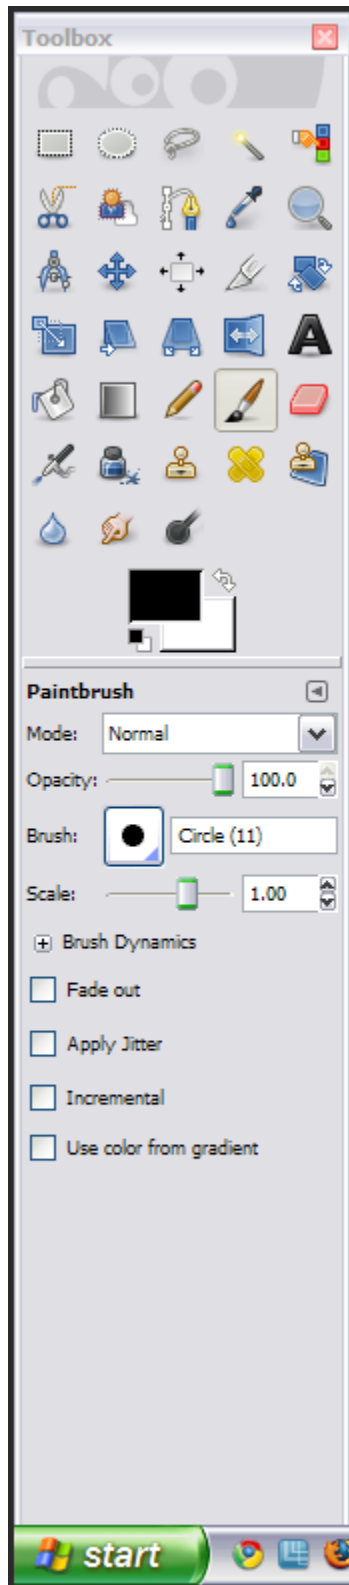 Toolbox
Paintbrush
Mode: Normal
Opacity: 100.0
Brush: Circle (11)
Scale: 1.00
Brush Dynamics
Fade out
Apply Jitter
Incremental
Use color from gradient
start